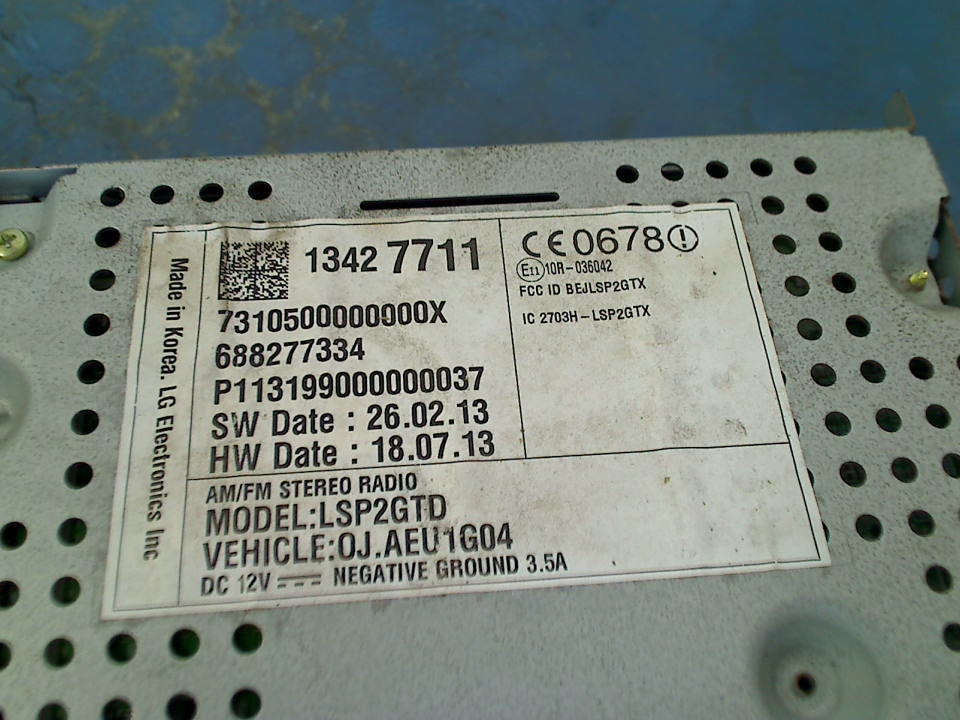 Made in Korea. LG Electronics Inc
13427711
7310500000000X
688277334
P113199000000037
SW Date : 26.02.13
HW Date : 18.07.13
CE0678
E11 10R-036042
FCC ID BEJLSP2GTX
IC 2703H-LSP2GTX
AM/FM STEREO RADIO
MODEL:LSP2GTD
VEHICLE:OJ.AEU1G04
DC 12V NEGATIVE GROUND 3.5A